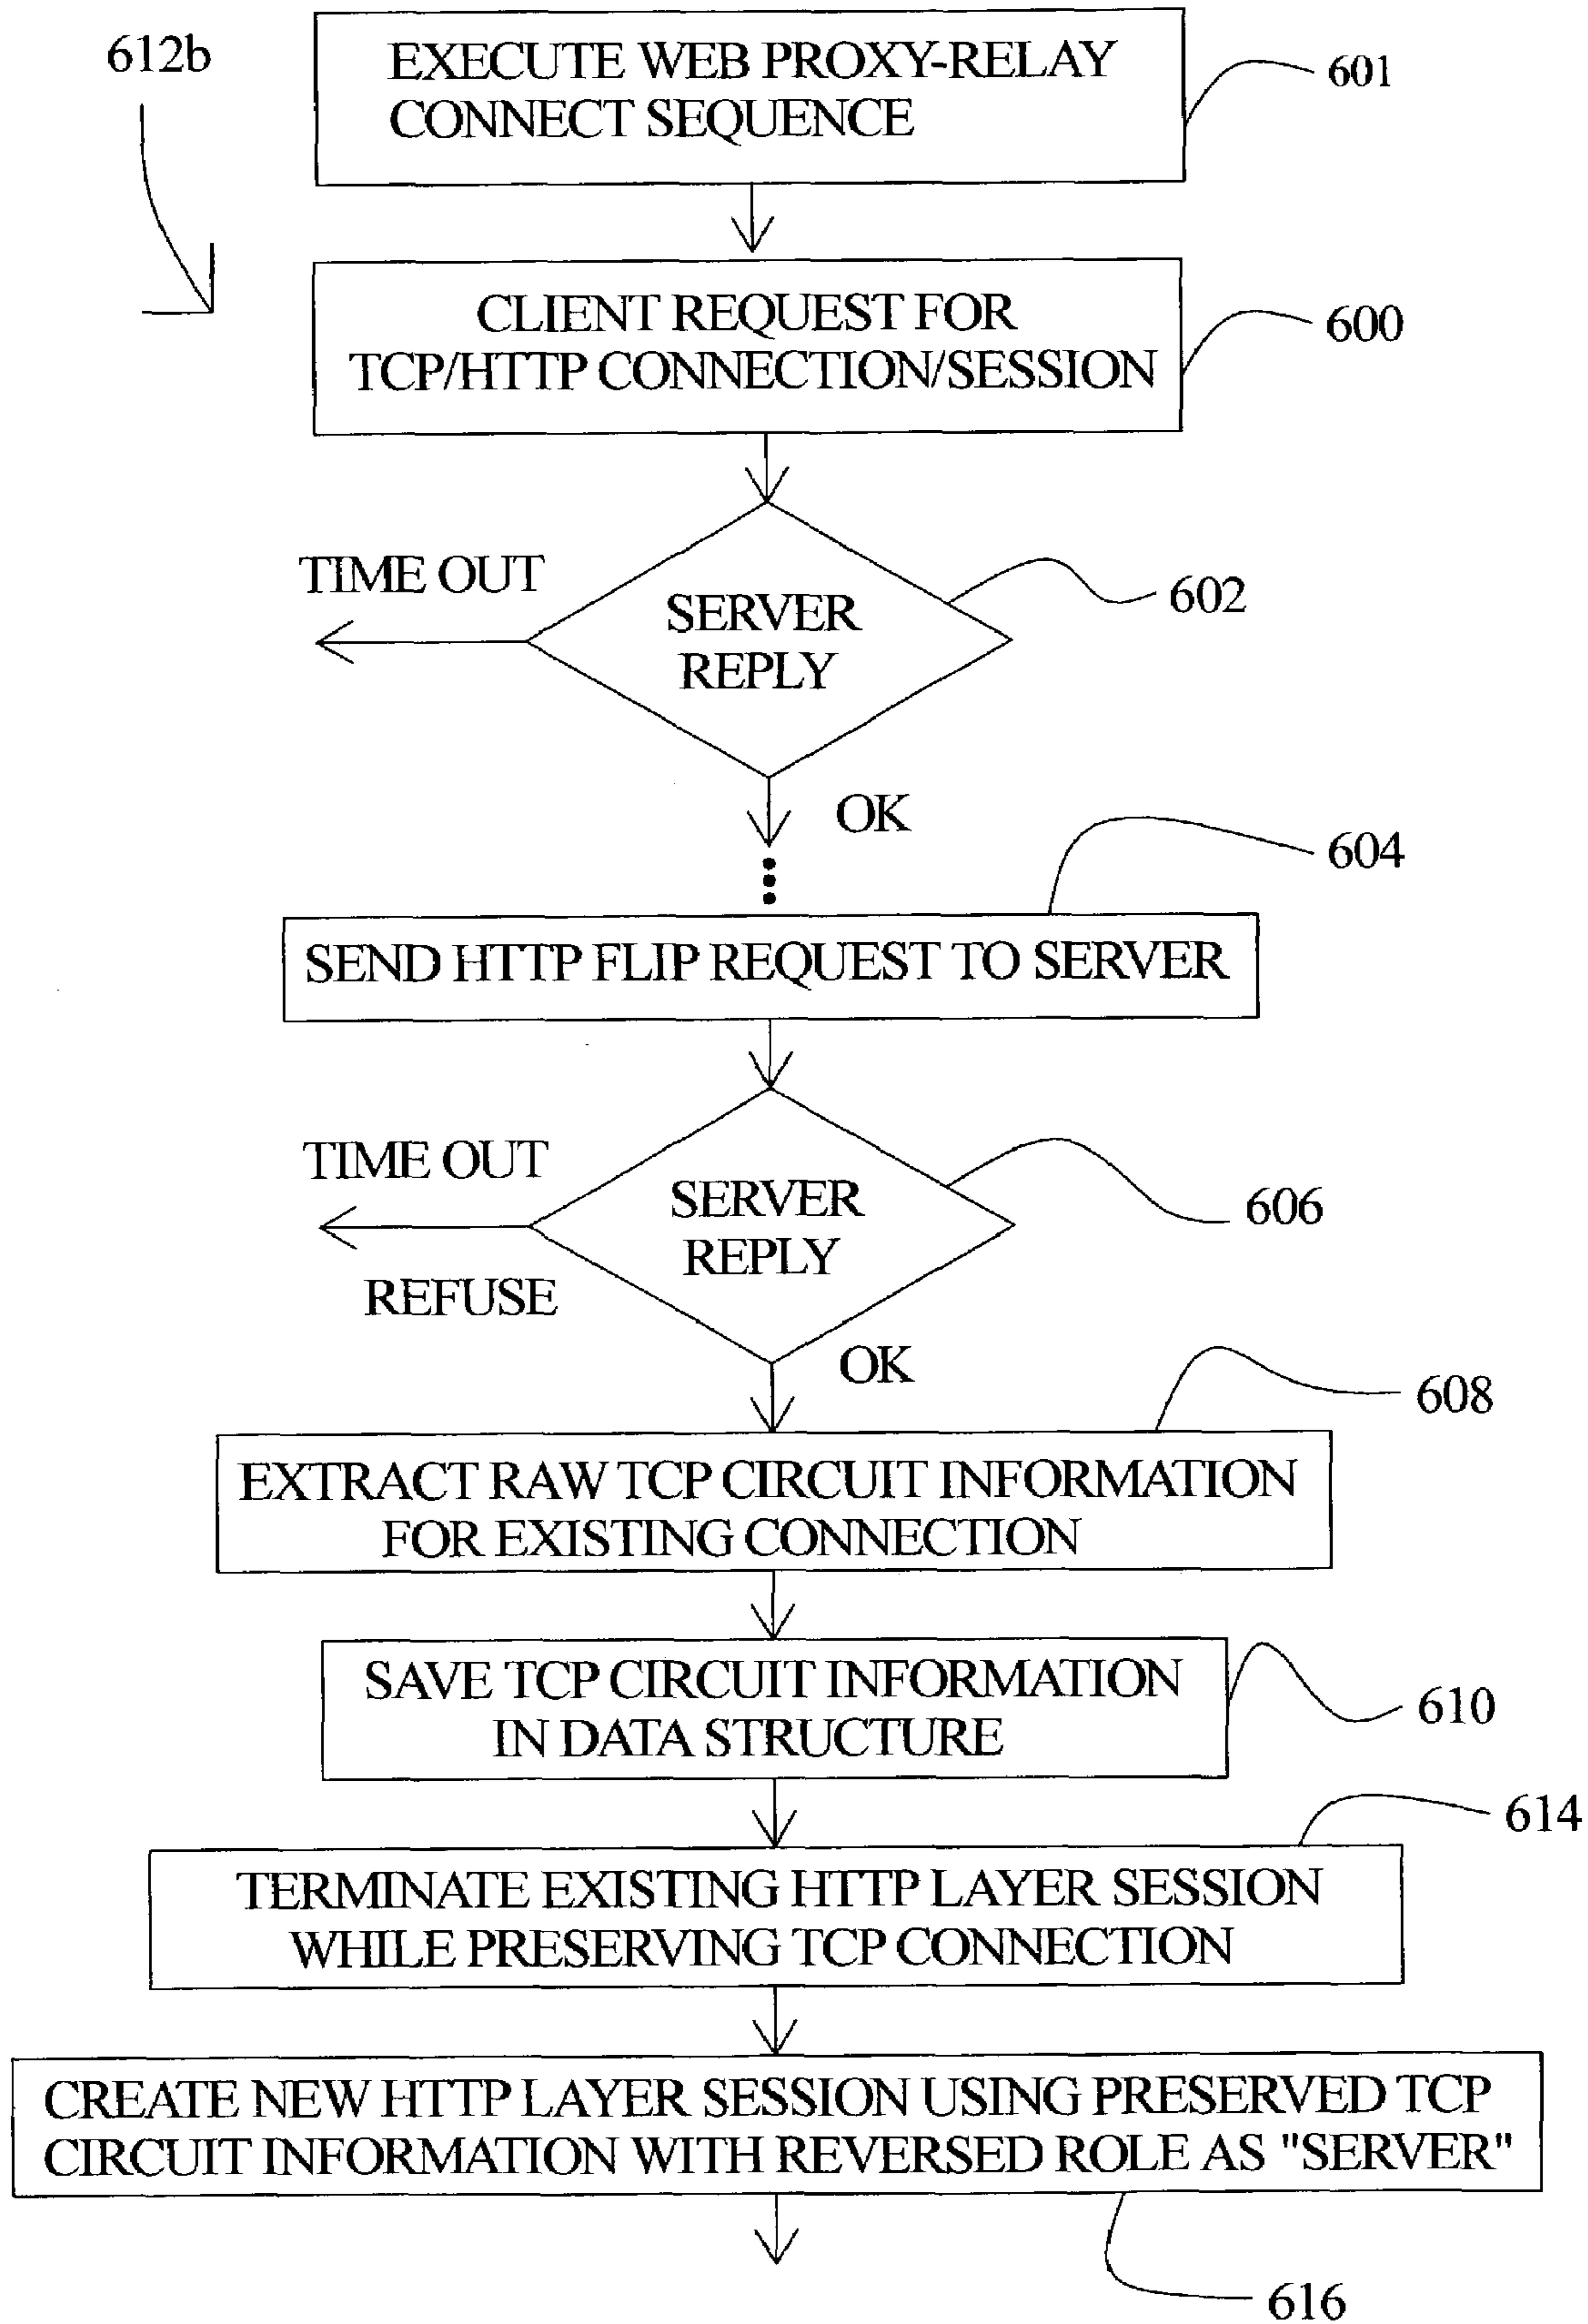 612b
EXECUTE WEB PROXY-RELAY
CONNECT SEQUENCE
601
CLIENT REQUEST FOR
TCP/HTTP CONNECTION/SESSION
600
TIME OUT
SERVER
REPLY
602
OK
604
SEND HTTP FLIP REQUEST TO SERVER
TIME OUT
SERVER
REPLY
606
REFUSE
OK
608
EXTRACT RAW TCP CIRCUIT INFORMATION
FOR EXISTING CONNECTION
SAVE TCP CIRCUIT INFORMATION
IN DATA STRUCTURE
610
614
TERMINATE EXISTING HTTP LAYER SESSION
WHILE PRESERVING TCP CONNECTION
CREATE NEW HTTP LAYER SESSION USING PRESERVED TCP
CIRCUIT INFORMATION WITH REVERSED ROLE AS "SERVER"
616